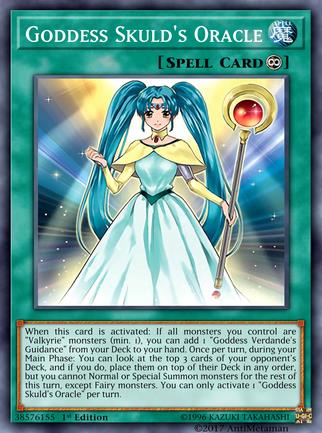 Goddess Skuld's Oracle
[Spell Card]
When this card is activated: If all monsters you control are
"Valkyrie" monsters (min. 1), you can add 1 "Goddess Verdande's
Guidance" from your Deck to your hand. Once per turn, during your
Main Phase: You can look at the top 3 cards of your opponent's
Deck, and if you do, place them on top of their Deck in any order,
but you cannot Normal or Special Summon monsters for the rest of
this turn, except Fairy monsters. You can only activate 1 "Goddess
Skuld's Oracle" per turn.
38576155 1st Edition ©1996 KAZUKI TAKAHASHI
©2017 AntiMetaman